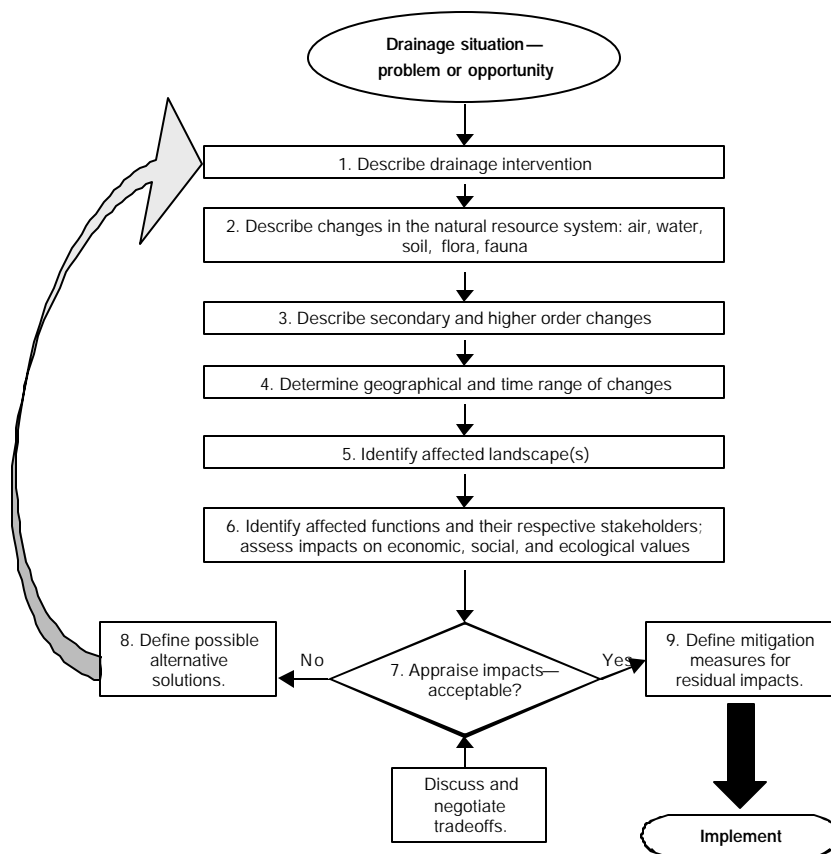 Drainage situation—
problem or opportunity
1. Describe drainage intervention
2. Describe changes in the natural resource system: air, water,
soil, flora, fauna
3. Describe secondary and higher order changes
4. Determine geographical and time range of changes
5. Identify affected landscape(s)
6. Identify affected functions and their respective stakeholders;
assess impacts on economic, social, and ecological values
8. Define possible
alternative
solutions.
No
7. Appraise impacts—
acceptable?
Yes
9. Define mitigation
measures for
residual impacts.
Discuss and
negotiate
tradeoffs.
Implement